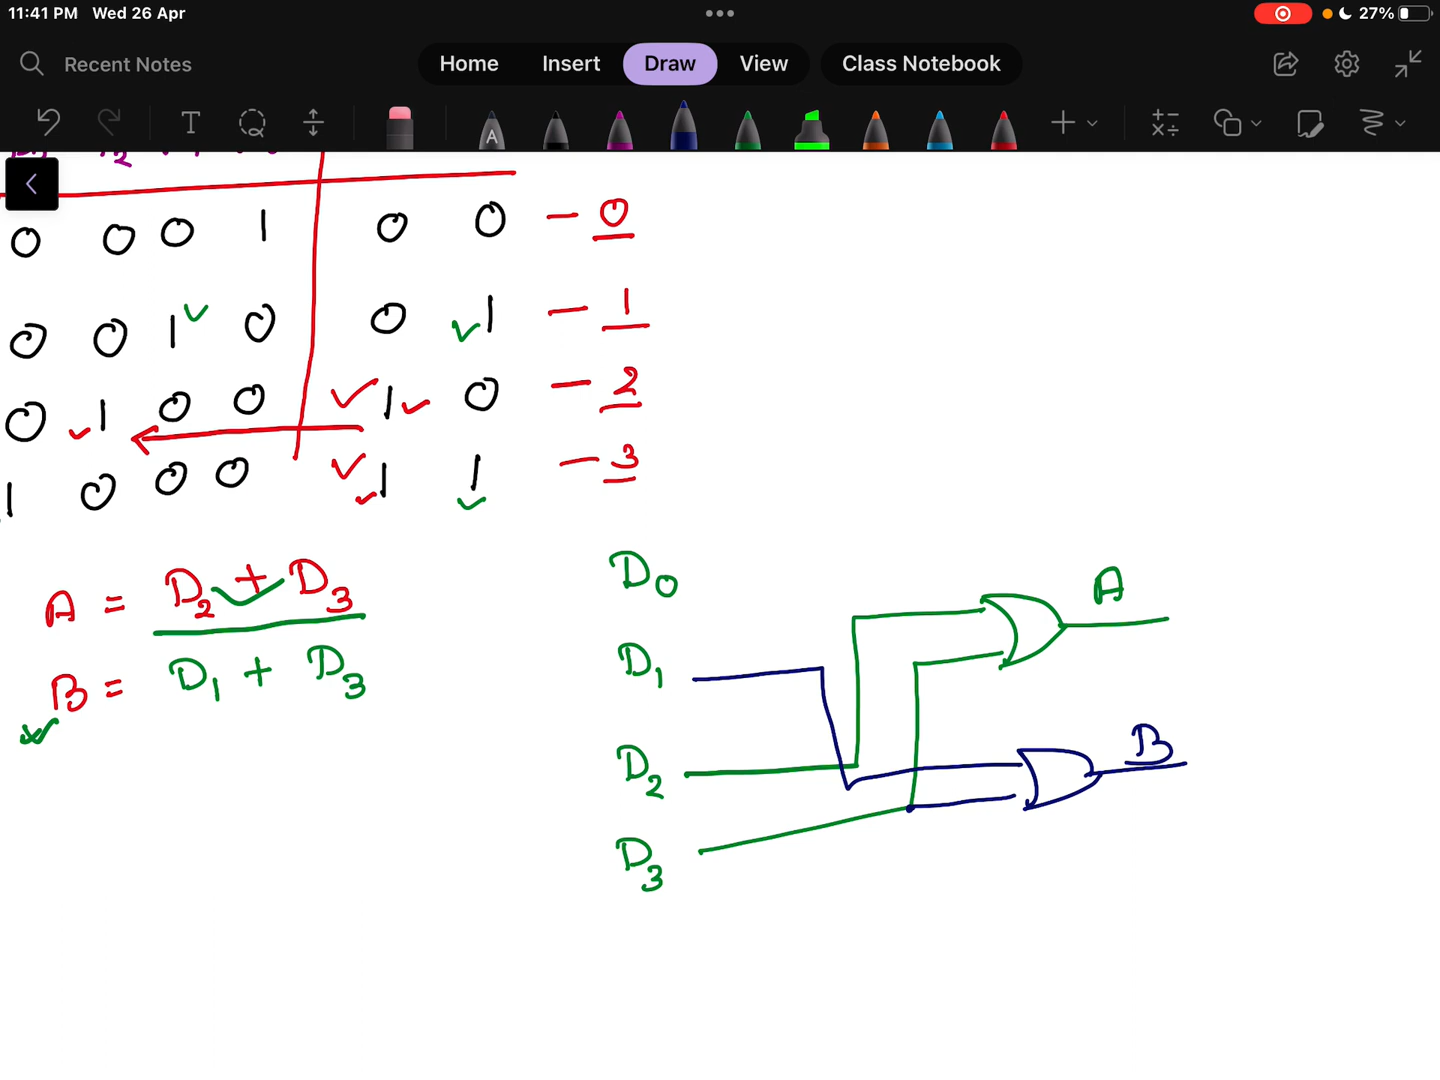 11:41 PM Wed 26 Apr
27%
Recent Notes
Home Insert Draw View Class Notebook
T A
0 0 0 1 0 0 - 0
0 0 1 0 0 1 - 1
0 1 0 0 1 0 - 2
1 0 0 0 1 1 - 3
A = D2 + D3
B = D1 + D3
D0
D1
D2
D3
A
B